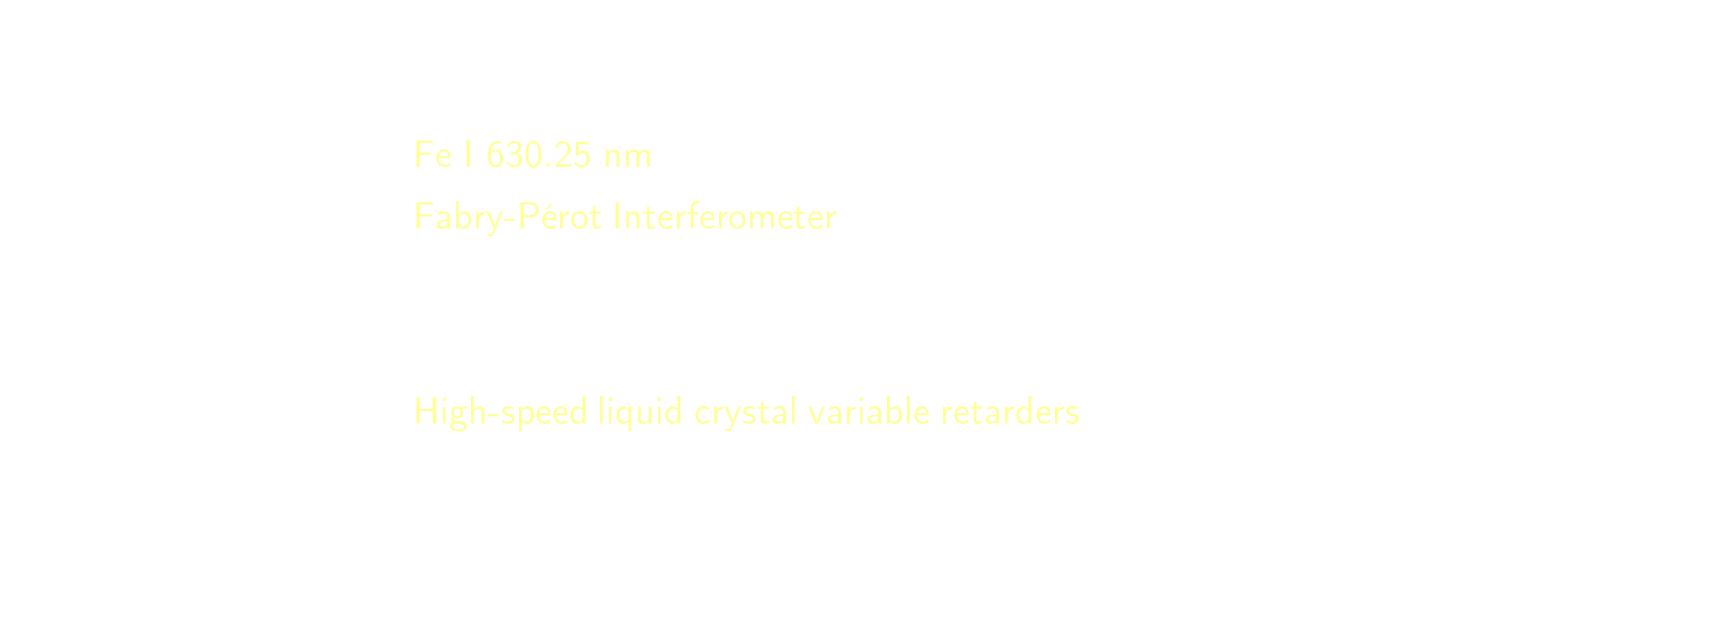 Fe I 630.25 nm
Fabry-Pérot Interferometer
High-speed liquid crystal variable retarders